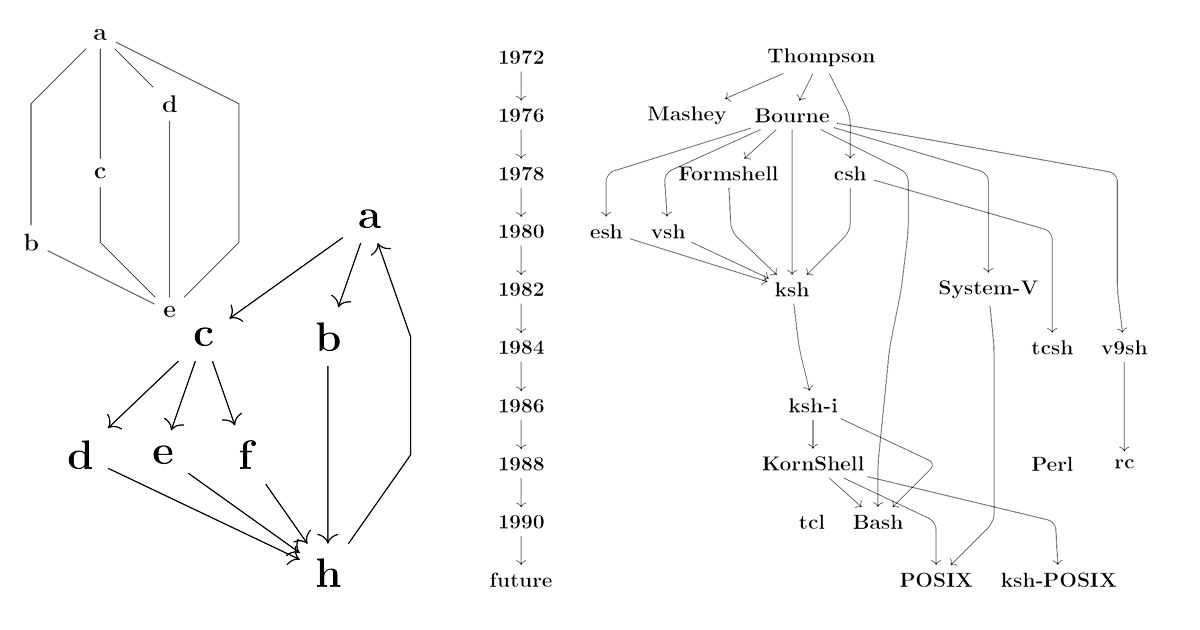 a
d
c
b
e
a
c b
d e f
h
1972
1976
1978
1980
1982
1984
1986
1988
1990
future
Thompson
Mashey Bourne
Formshell csh
esh vsh
ksh System-V
tcsh v9sh
ksh-i
KornShell Perl rc
tcl Bash
POSIX ksh-POSIX